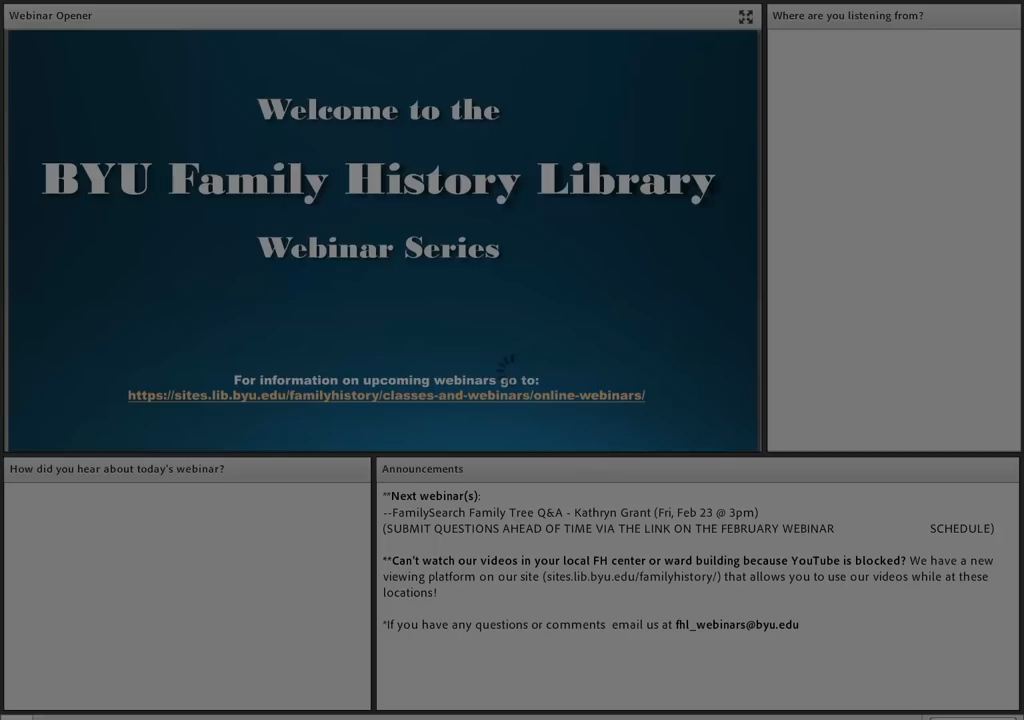 Webinar Opener
Where are you listening from?
Welcome to the
BYU Family History Library
Webinar Series
For information on upcoming webinars go to:
https://sites.lib.byu.edu/familyhistory/classes-and-webinars/online-webinars/
How did you hear about today's webinar?
Announcements
**Next webinar(s):
--FamilySearch Family Tree Q&A - Kathryn Grant (Fri, Feb 23 @ 3pm)
(SUBMIT QUESTIONS AHEAD OF TIME VIA THE LINK ON THE FEBRUARY WEBINAR SCHEDULE)
**Can't watch our videos in your local FH center or ward building because YouTube is blocked? We have a new
viewing platform on our site (sites.lib.byu.edu/familyhistory/) that allows you to use our videos while at these
locations!
*If you have any questions or comments email us at fhl_webinars@byu.edu